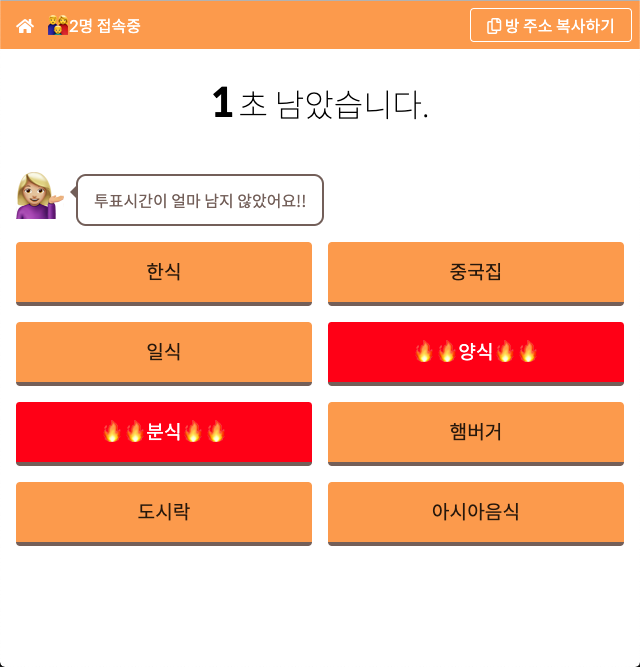 2명 접속중
방 주소 복사하기
1초 남았습니다.
투표시간이 얼마 남지 않았어요!!
한식
중국집
일식
🔥🔥양식🔥🔥
🔥🔥분식🔥🔥
햄버거
도시락
아시아음식